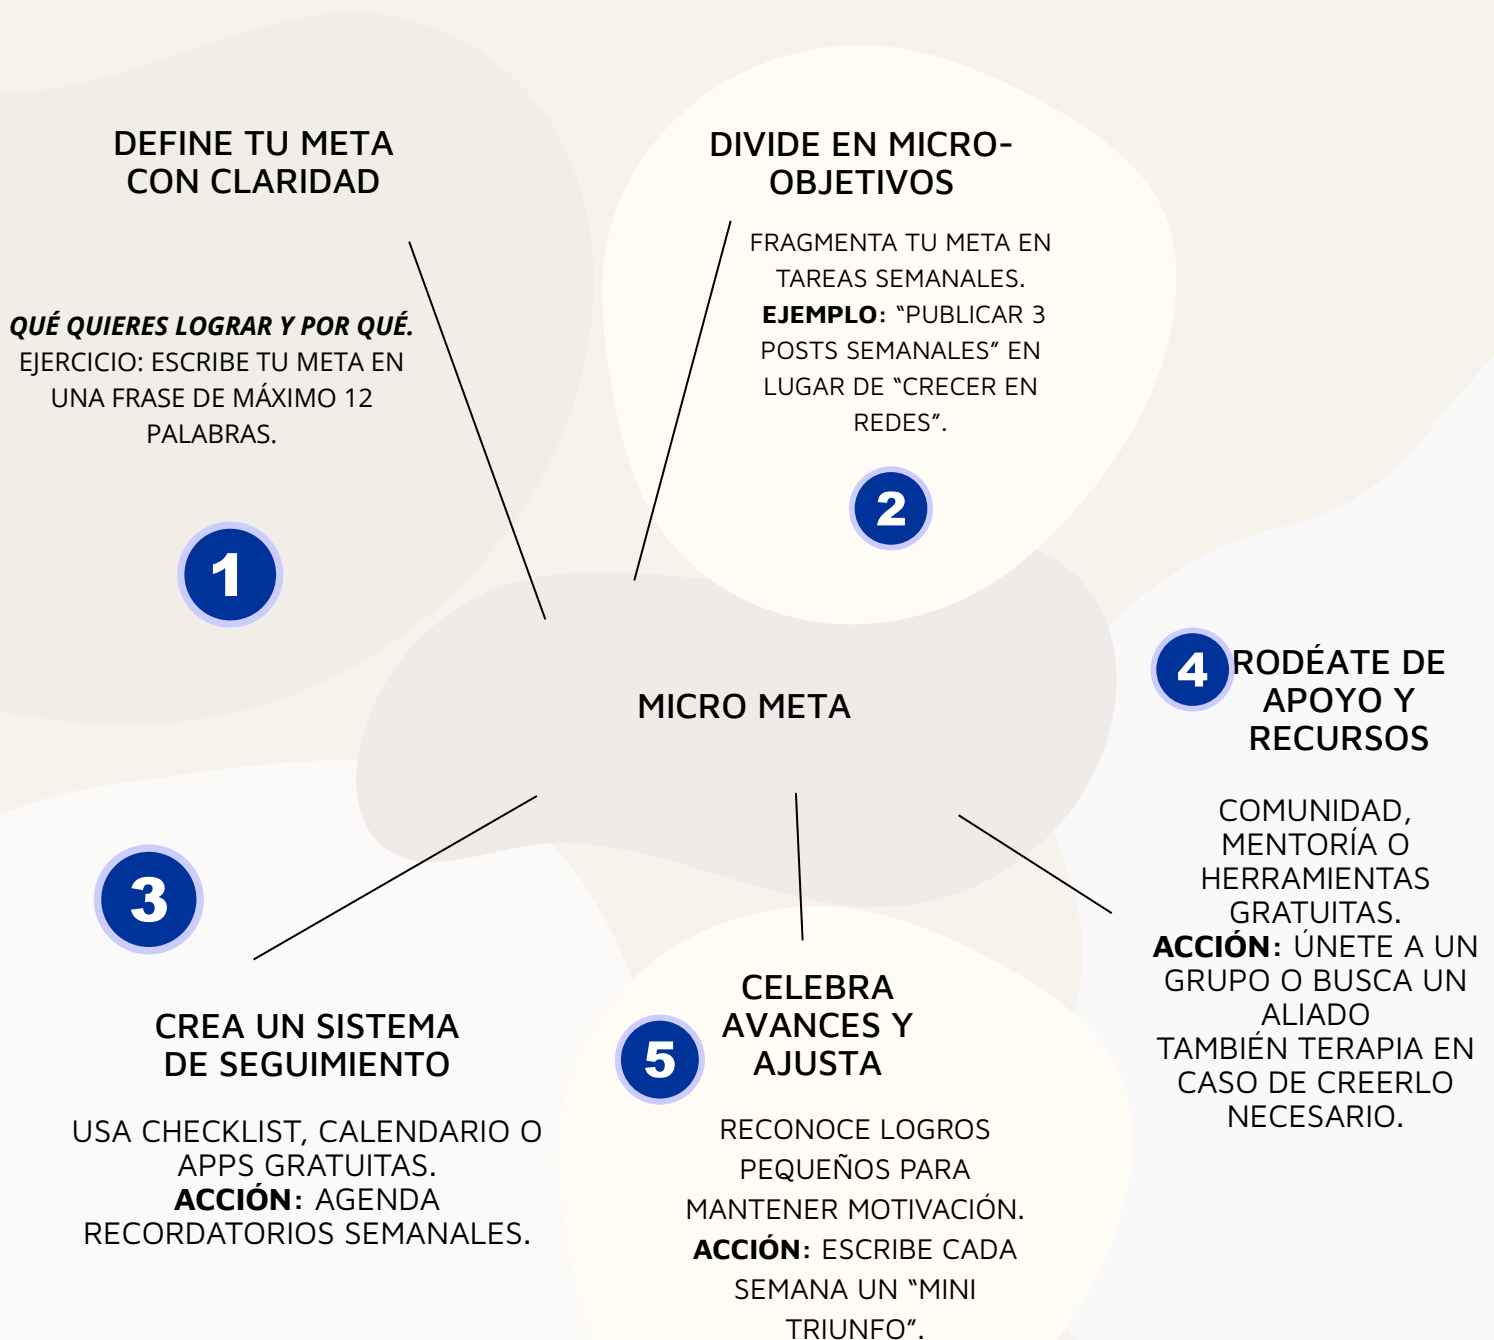 DEFINE TU META
CON CLARIDAD
QUÉ QUIERES LOGRAR Y POR QUÉ.
EJERCICIO: ESCRIBE TU META EN
UNA FRASE DE MÁXIMO 12
PALABRAS.
1
DIVIDE EN MICRO-
OBJETIVOS
FRAGMENTA TU META EN
TAREAS SEMANALES.
EJEMPLO: “PUBLICAR 3
POSTS SEMANALES” EN
LUGAR DE “CRECER EN
REDES”.
2
MICRO META
3
CREA UN SISTEMA
DE SEGUIMIENTO
USA CHECKLIST, CALENDARIO O
APPS GRATUITAS.
ACCIÓN: AGENDA
RECORDATORIOS SEMANALES.
4
RODÉATE DE
APOYO Y
RECURSOS
COMUNIDAD,
MENTORÍA O
HERRAMIENTAS
GRATUITAS.
ACCIÓN: ÚNETE A UN
GRUPO O BUSCA UN
ALIADO
TAMBIÉN TERAPIA EN
CASO DE CREERLO
NECESARIO.
5
CELEBRA
AVANCES Y
AJUSTA
RECONOCE LOGROS
PEQUEÑOS PARA
MANTENER MOTIVACIÓN.
ACCIÓN: ESCRIBE CADA
SEMANA UN “MINI
TRIUNFO”.